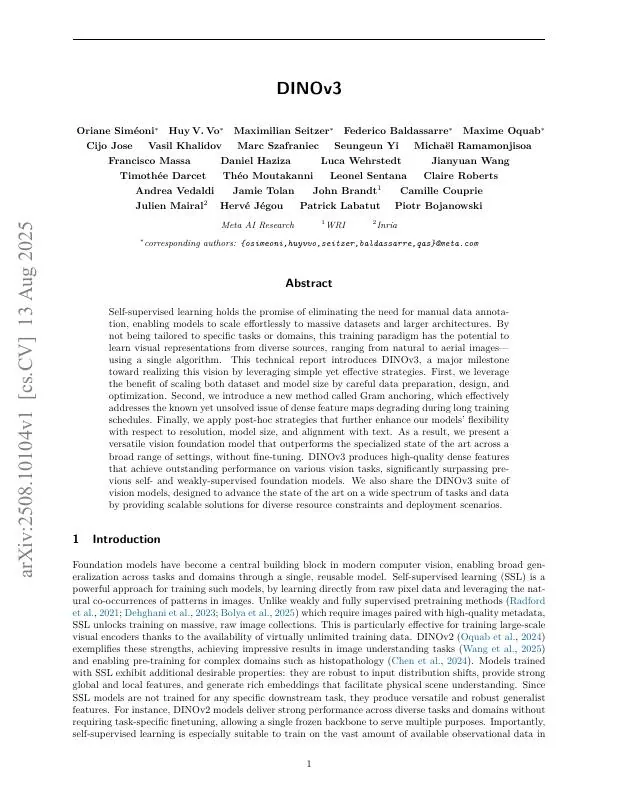 DINOv3
Oriane Siméoni* Huy V. Vo* Maximilian Seitzer* Federico Baldassarre* Maxime Oquab*
Cijo Jose Vasil Khalidov Marc Szafraniec Seungeun Yi Michaël Ramamonjisoa
Francisco Massa Daniel Haziza Luca Wehrstedt Jianyuan Wang
Timothée Darcet Théo Moutakanni Leonel Sentana Claire Roberts
Andrea Vedaldi Jamie Tolan John Brandt¹ Camille Couprie
Julien Mairal² Hervé Jégou Patrick Labatut Piotr Bojanowski
Meta AI Research ¹WRI ²Inria
*corresponding authors: {osimeoni,huyvvo,seitzer,baldassarre,qas}@meta.com
Abstract
Self-supervised learning holds the promise of eliminating the need for manual data annota-
tion, enabling models to scale effortlessly to massive datasets and larger architectures. By
not being tailored to specific tasks or domains, this training paradigm has the potential to
learn visual representations from diverse sources, ranging from natural to aerial images—
using a single algorithm. This technical report introduces DINOv3, a major milestone
toward realizing this vision by leveraging simple yet effective strategies. First, we leverage
the benefit of scaling both dataset and model size by careful data preparation, design, and
optimization. Second, we introduce a new method called Gram anchoring, which effectively
addresses the known yet unsolved issue of dense feature maps degrading during long training
schedules. Finally, we apply post-hoc strategies that further enhance our models' flexibility
with respect to resolution, model size, and alignment with text. As a result, we present a
versatile vision foundation model that outperforms the specialized state of the art across a
broad range of settings, without fine-tuning. DINOv3 produces high-quality dense features
that achieve outstanding performance on various vision tasks, significantly surpassing pre-
vious self- and weakly-supervised foundation models. We also share the DINOv3 suite of
vision models, designed to advance the state of the art on a wide spectrum of tasks and data
by providing scalable solutions for diverse resource constraints and deployment scenarios.
1 Introduction
Foundation models have become a central building block in modern computer vision, enabling broad gen-
eralization across tasks and domains through a single, reusable model. Self-supervised learning (SSL) is a
powerful approach for training such models, by learning directly from raw pixel data and leveraging the nat-
ural co-occurrences of patterns in images. Unlike weakly and fully supervised pretraining methods (Radford
et al., 2021; Dehghani et al., 2023; Bolya et al., 2025) which require images paired with high-quality metadata,
SSL unlocks training on massive, raw image collections. This is particularly effective for training large-scale
visual encoders thanks to the availability of virtually unlimited training data. DINOv2 (Oquab et al., 2024)
exemplifies these strengths, achieving impressive results in image understanding tasks (Wang et al., 2025)
and enabling pre-training for complex domains such as histopathology (Chen et al., 2024). Models trained
with SSL exhibit additional desirable properties: they are robust to input distribution shifts, provide strong
global and local features, and generate rich embeddings that facilitate physical scene understanding. Since
SSL models are not trained for any specific downstream task, they produce versatile and robust generalist
features. For instance, DINOv2 models deliver strong performance across diverse tasks and domains without
requiring task-specific finetuning, allowing a single frozen backbone to serve multiple purposes. Importantly,
self-supervised learning is especially suitable to train on the vast amount of available observational data in
1
arXiv:2508.10104v1 [cs.CV] 13 Aug 2025